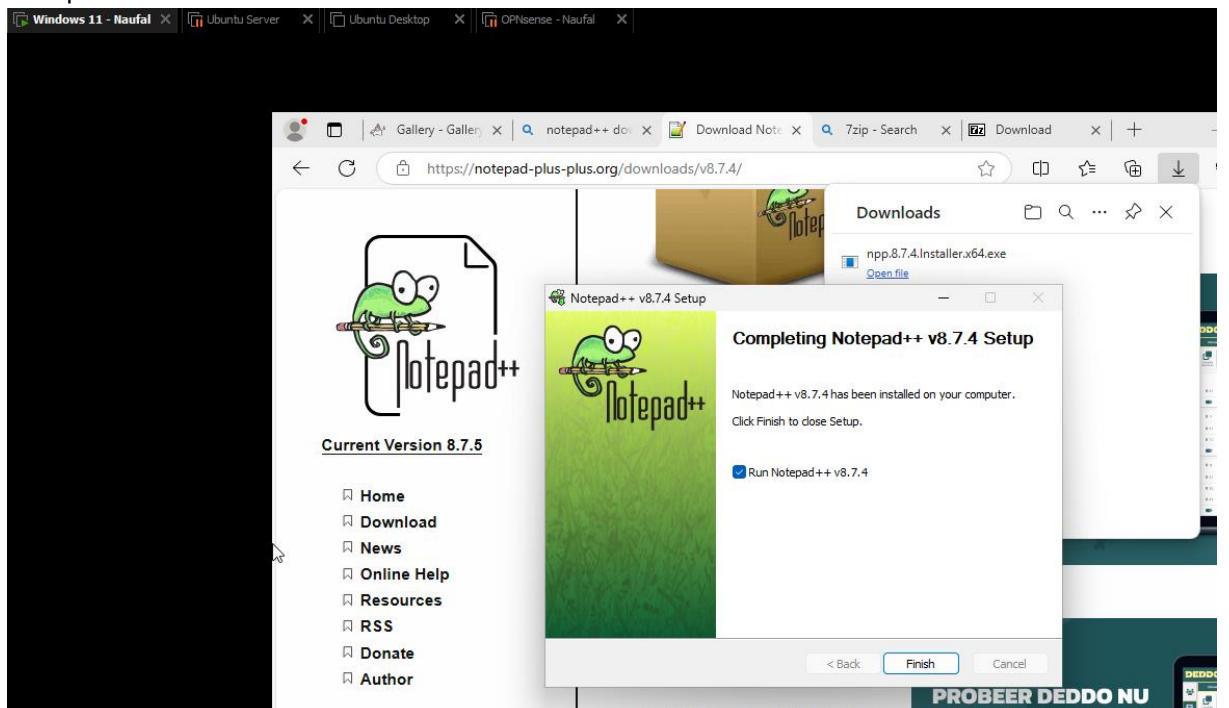 Windows 11 - Naufal
Ubuntu Server
Ubuntu Desktop
OPNsense - Naufal
Gallery - Gallery
notepad++ dov
Download Note
7zip - Search
Download
https://notepad-plus-plus.org/downloads/v8.7.4/
Downloads
npp.8.7.4.Installer.x64.exe
Open file
Notepad++
Current Version 8.7.5
Home
Download
News
Online Help
Resources
RSS
Donate
Author
Notepad++ v8.7.4 Setup
Notepad++
Completing Notepad++ v8.7.4 Setup
Notepad++ v8.7.4 has been installed on your computer.
Click Finish to close Setup.
Run Notepad++ v8.7.4
< Back
Finish
Cancel
PROBEER DEDDO NU